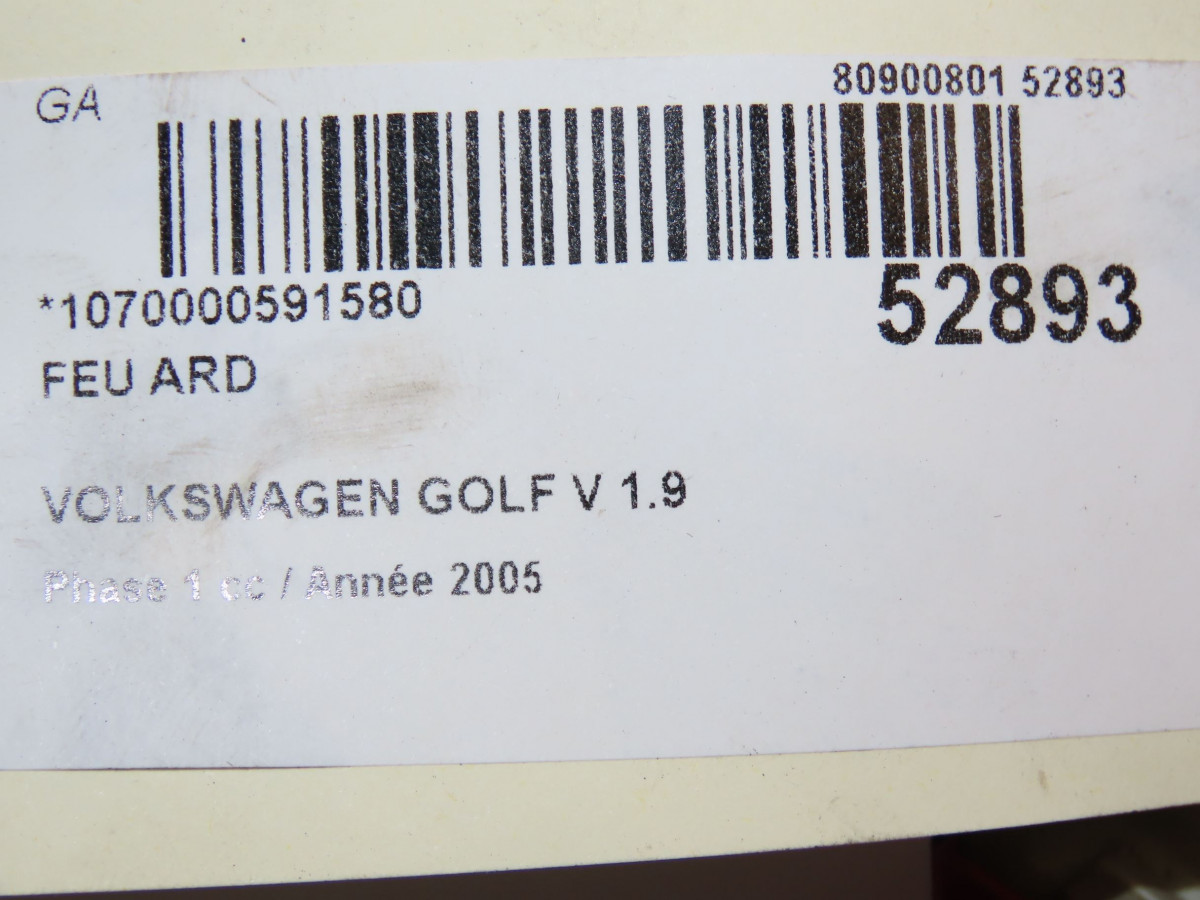 GA
80900801 52893
*1070000591580
52893
FEU ARD
VOLKSWAGEN GOLF V 1.9
Phase 1 cc / Année 2005